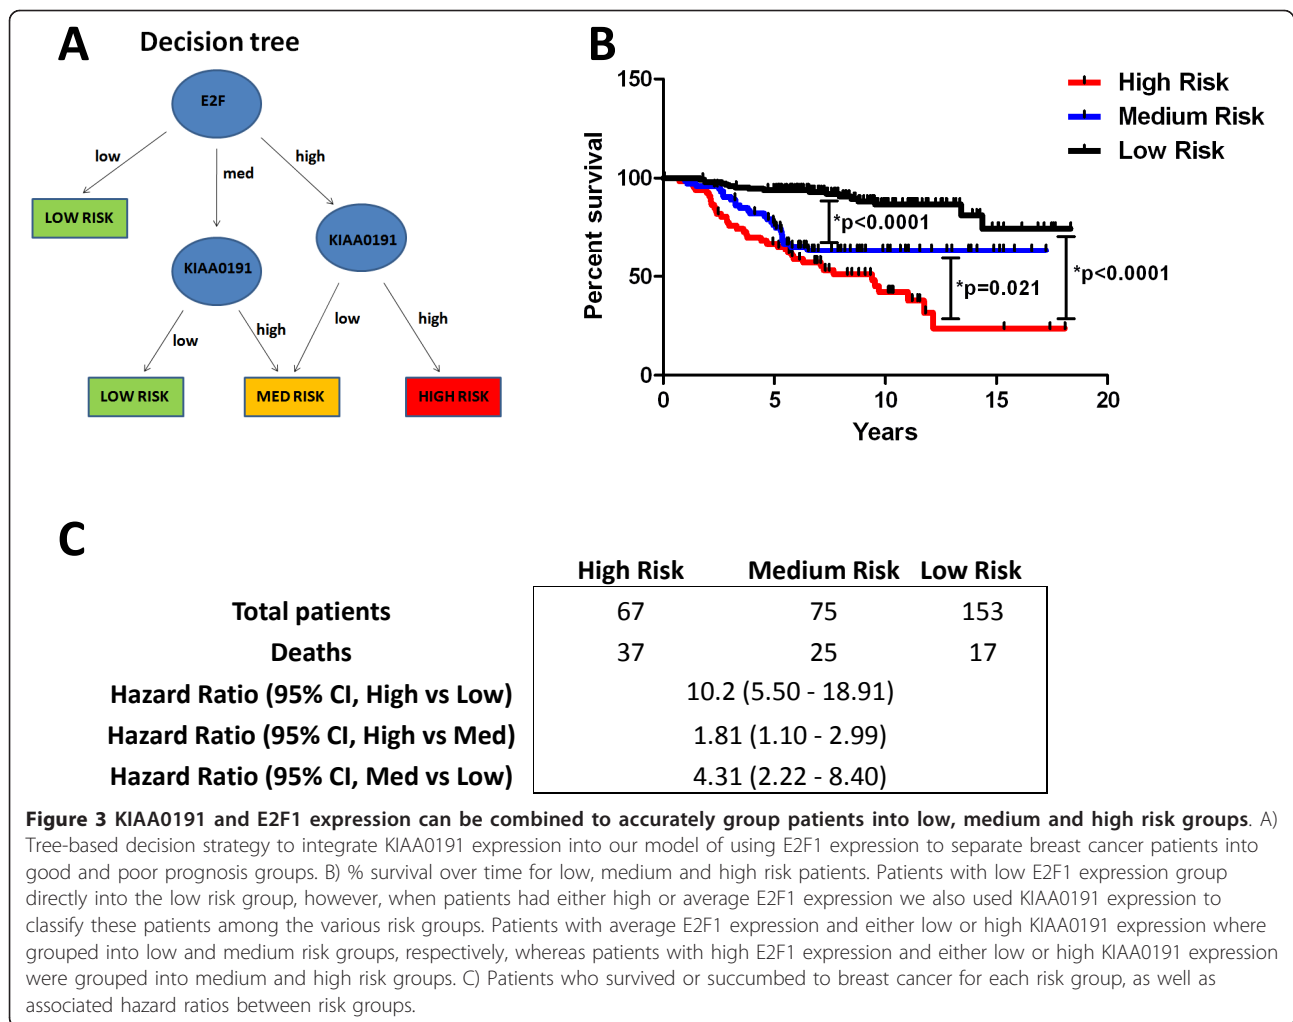 A
Decision tree
E2F
low
med
high
LOW RISK
KIAA0191
KIAA0191
low
high
low
high
LOW RISK
MED RISK
HIGH RISK
B
150
100
50
0
Percent survival
0
5
10
15
20
Years
High Risk
Medium Risk
Low Risk
*p<0.0001
*p=0.021
*p<0.0001
C
High Risk Medium Risk Low Risk
Total patients 67 75 153
Deaths 37 25 17
Hazard Ratio (95% CI, High vs Low) 10.2 (5.50 - 18.91)
Hazard Ratio (95% CI, High vs Med) 1.81 (1.10 - 2.99)
Hazard Ratio (95% CI, Med vs Low) 4.31 (2.22 - 8.40)
Figure 3 KIAA0191 and E2F1 expression can be combined to accurately group patients into low, medium and high risk groups. A)
Tree-based decision strategy to integrate KIAA0191 expression into our model of using E2F1 expression to separate breast cancer patients into
good and poor prognosis groups. B) % survival over time for low, medium and high risk patients. Patients with low E2F1 expression group
directly into the low risk group, however, when patients had either high or average E2F1 expression we also used KIAA0191 expression to
classify these patients among the various risk groups. Patients with average E2F1 expression and either low or high KIAA0191 expression where
grouped into low and medium risk groups, respectively, whereas patients with high E2F1 expression and either low or high KIAA0191 expression
were grouped into medium and high risk groups. C) Patients who survived or succumbed to breast cancer for each risk group, as well as
associated hazard ratios between risk groups.